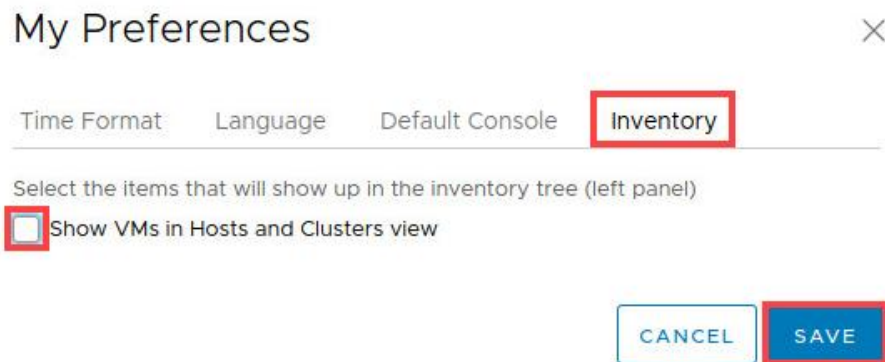 My Preferences
Time Format Language Default Console Inventory
Select the items that will show up in the inventory tree (left panel)
Show VMs in Hosts and Clusters view
CANCEL SAVE